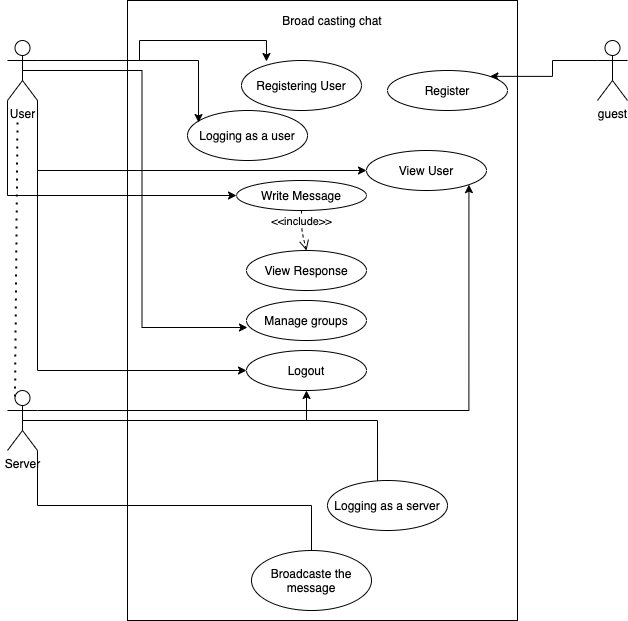 Broad casting chat
Registering User
Register
User
guest
Logging as a user
View User
Write Message
<<include>>
View Response
Manage groups
Logout
Server
Logging as a server
Broadcaste the
message